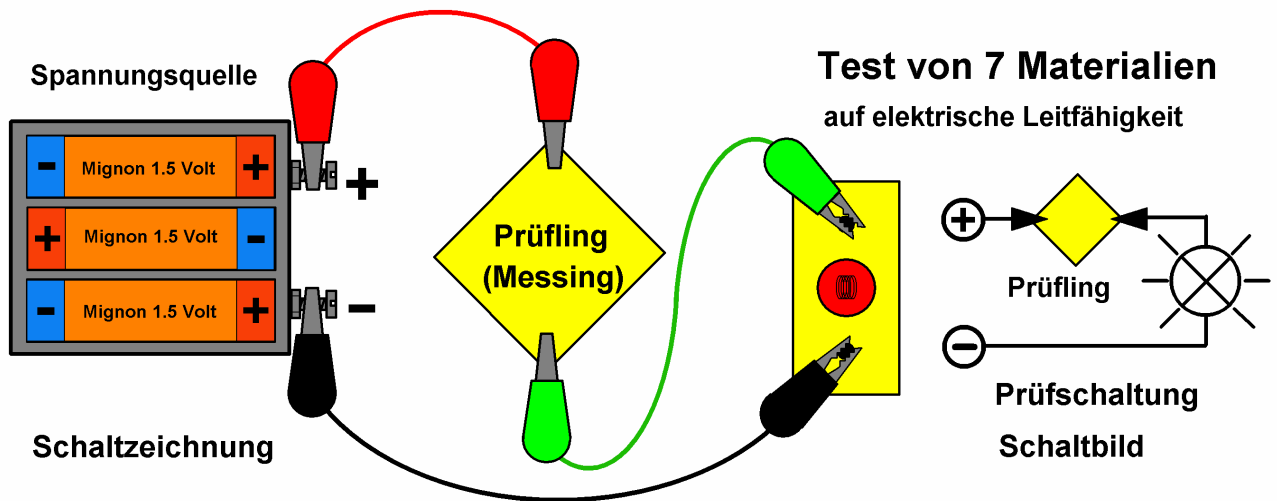 Spannungsquelle
- Mignon 1.5 Volt +
+ Mignon 1.5 Volt -
- Mignon 1.5 Volt +
+
-
Schaltzeichnung
Prüfling
(Messing)
Test von 7 Materialien
auf elektrische Leitfähigkeit
+
Prüfling
-
Prüfschaltung
Schaltbild